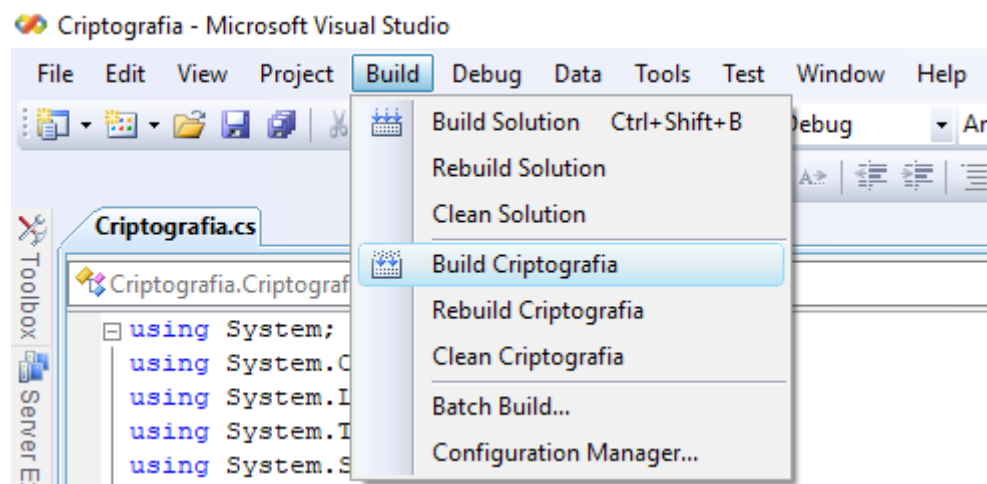 Criptografia - Microsoft Visual Studio
File Edit View Project Build Debug Data Tools Test Window Help
Build Solution Ctrl+Shift+B
Rebuild Solution
Clean Solution
Build Criptografia
Rebuild Criptografia
Clean Criptografia
Batch Build...
Configuration Manager...
Criptografia.cs
Criptografia.Criptograf
using System;
using System.C
using System.L
using System.T
using System.S
Toolbox
Server E